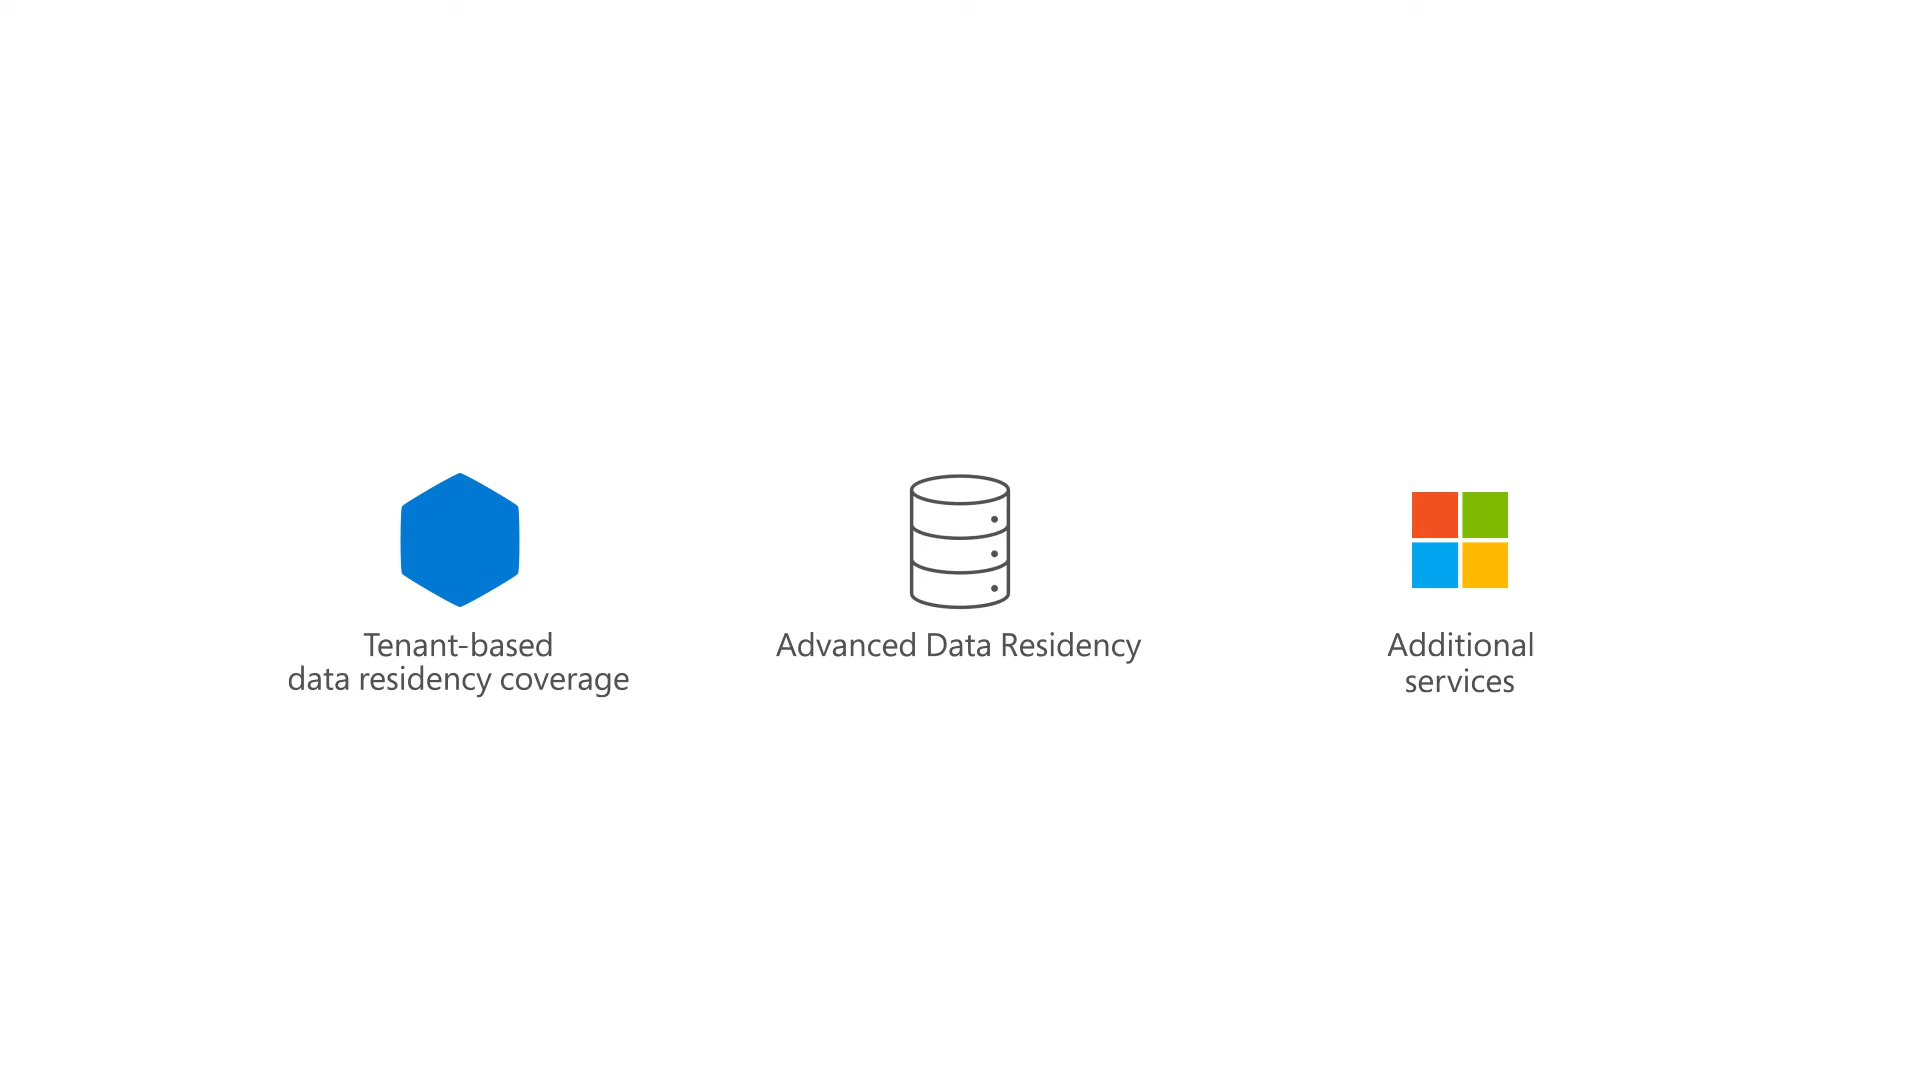 Tenant-based
data residency coverage
Advanced Data Residency
Additional
services